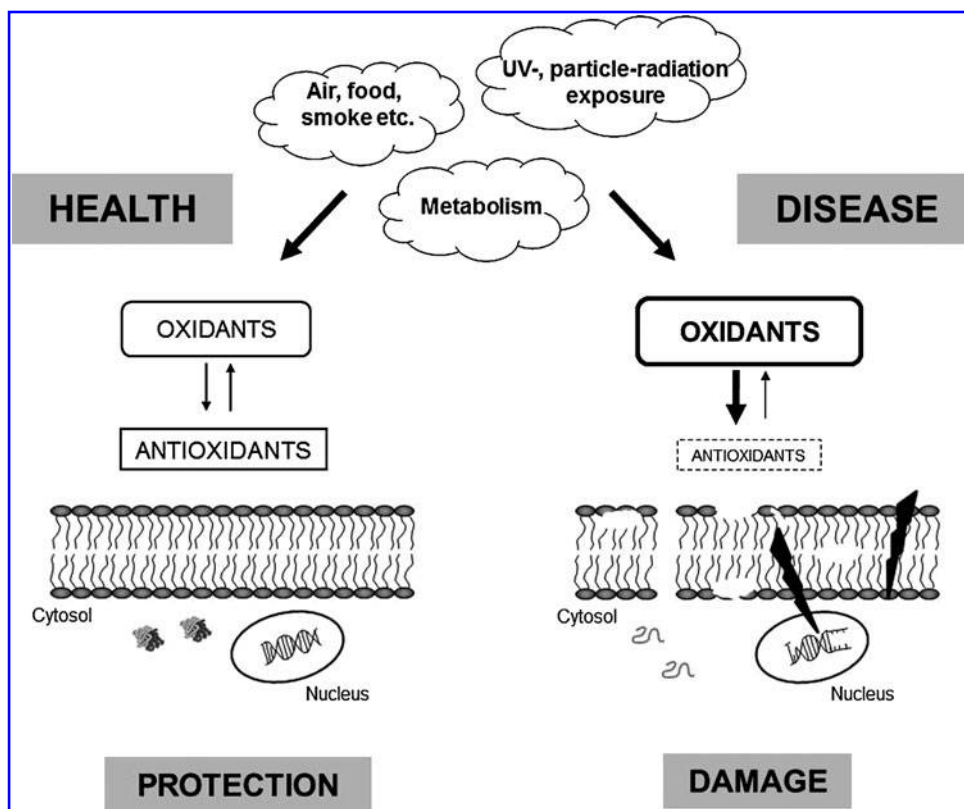 Air, food,
smoke etc.
UV-, particle-radiation
exposure
Metabolism
HEALTH
DISEASE
OXIDANTS
ANTIOXIDANTS
Cytosol
Nucleus
PROTECTION
OXIDANTS
ANTIOXIDANTS
Cytosol
Nucleus
DAMAGE